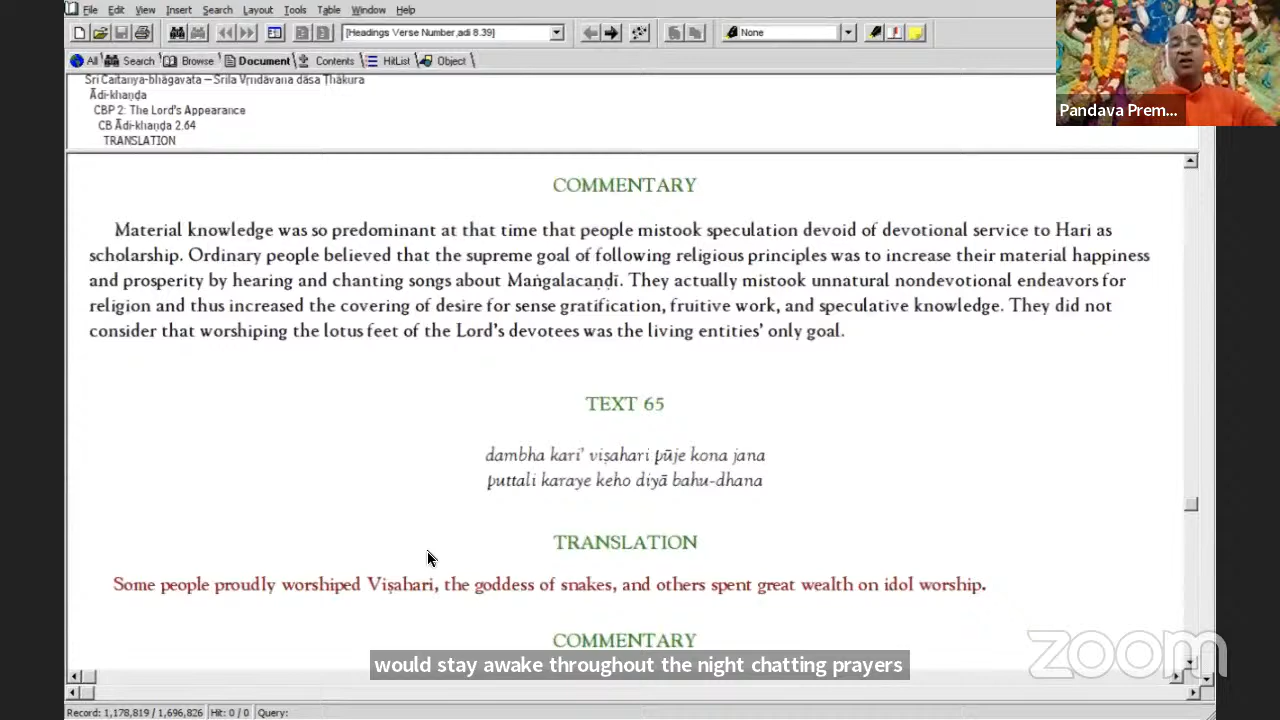 File Edit View Insert Search Layout Tools Table Window Help
[Headings Verse Number,adi 8.39]
None
All Search Browse Document Contents HitList Object
Sri Caitanya-bhāgavata – Srila Vṛndāvana dāsa Ṭhākura
Ādi-khaṇḍa
CBP 2: The Lord's Appearance
CB Ādi-khaṇḍa 2.64
TRANSLATION
Pandava Prem...
COMMENTARY
Material knowledge was so predominant at that time that people mistook speculation devoid of devotional service to Hari as
scholarship. Ordinary people believed that the supreme goal of following religious principles was to increase their material happiness
and prosperity by hearing and chanting songs about Maṅgalacaṇḍī. They actually mistook unnatural nondevotional endeavors for
religion and thus increased the covering of desire for sense gratification, fruitive work, and speculative knowledge. They did not
consider that worshiping the lotus feet of the Lord's devotees was the living entities' only goal.
TEXT 65
dambha kari' viṣahari pūje kona jana
puttali karaye keho diyā bahu-dhana
TRANSLATION
Some people proudly worshiped Viṣahari, the goddess of snakes, and others spent great wealth on idol worship.
COMMENTARY
would stay awake throughout the night chatting prayers
zoom
Record: 1,178,819 / 1,696,826 Hit: 0 / 0 Query: